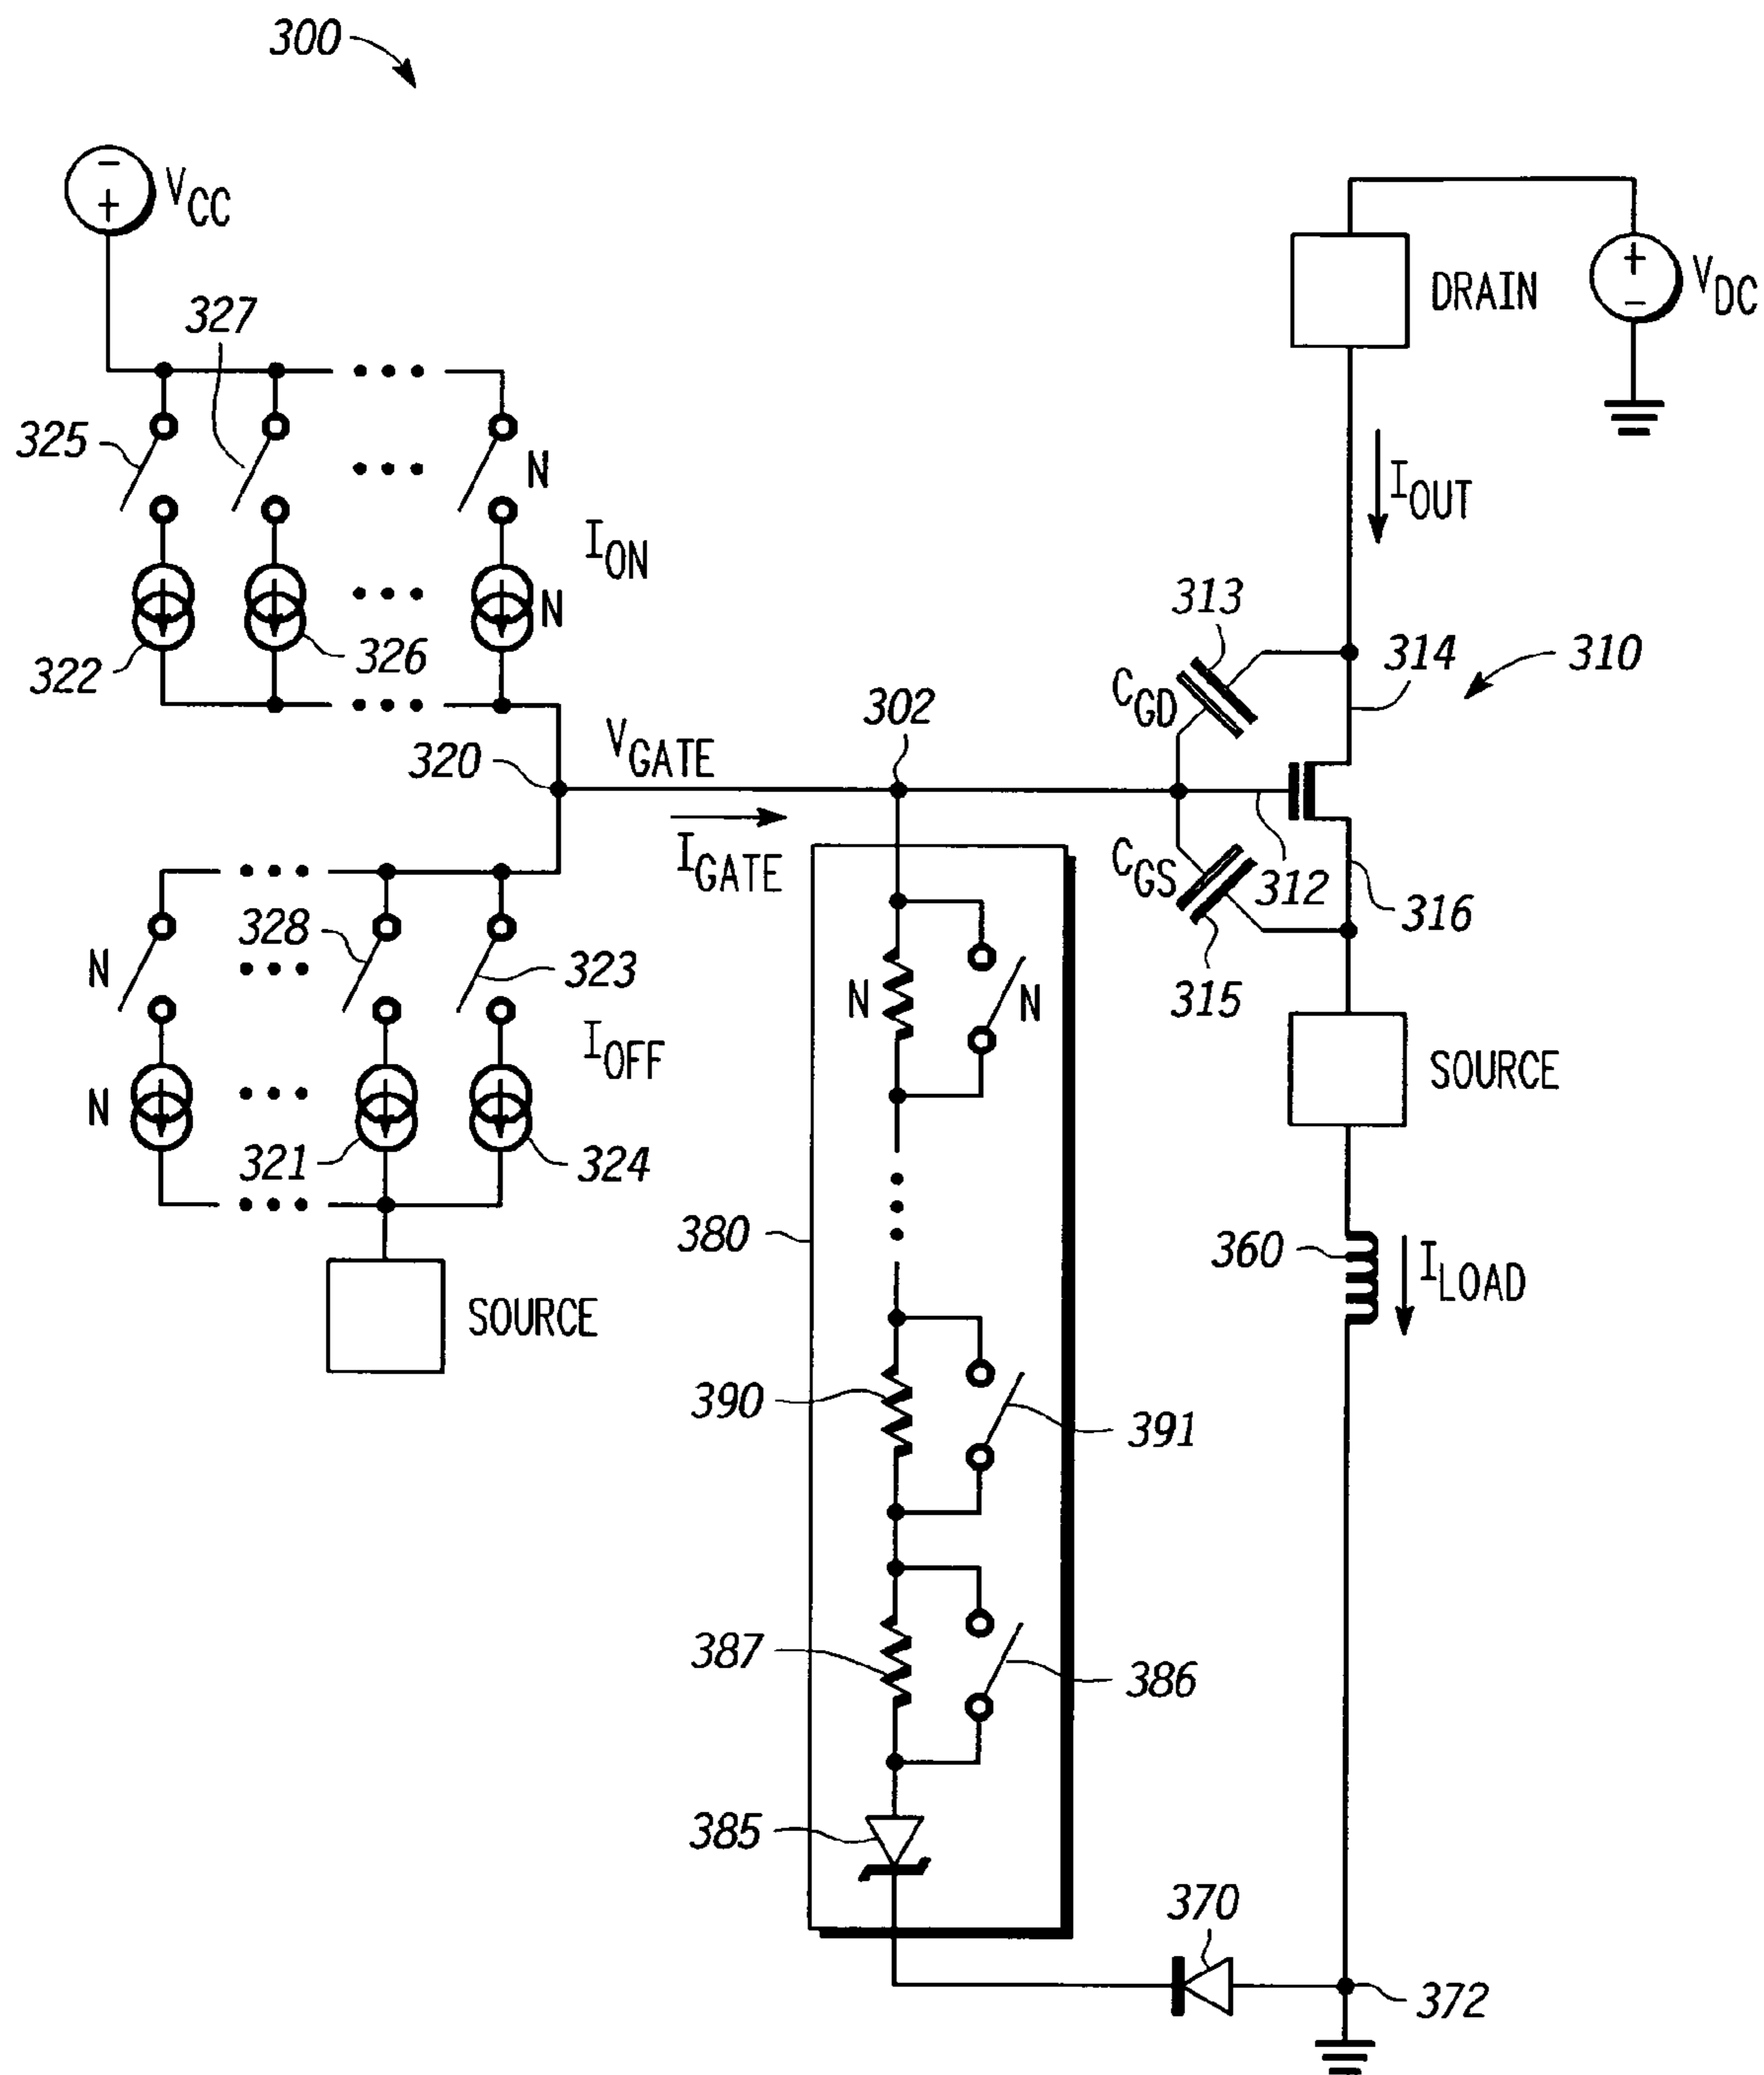 300
VCC
DRAIN
VDC
327
325
N
ION
IOUT
N
322
326
313
314
310
CGD
302
320
VGATE
IGATE
CGS
312
316
328
323
N
315
N
N
IOFF
N
321
324
SOURCE
380
360
ILOAD
SOURCE
390
391
387
386
385
370
372